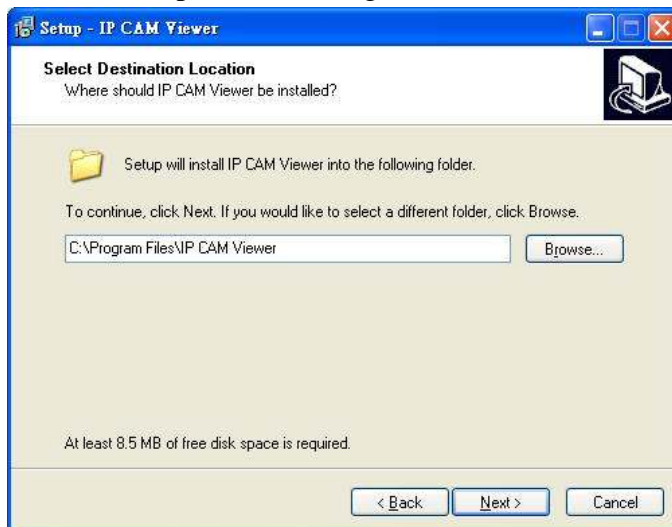 Setup - IP CAM Viewer
Select Destination Location
Where should IP CAM Viewer be installed?
Setup will install IP CAM Viewer into the following folder.
To continue, click Next. If you would like to select a different folder, click Browse.
C:\Program Files\IP CAM Viewer
Browse...
At least 8.5 MB of free disk space is required.
< Back
Next >
Cancel